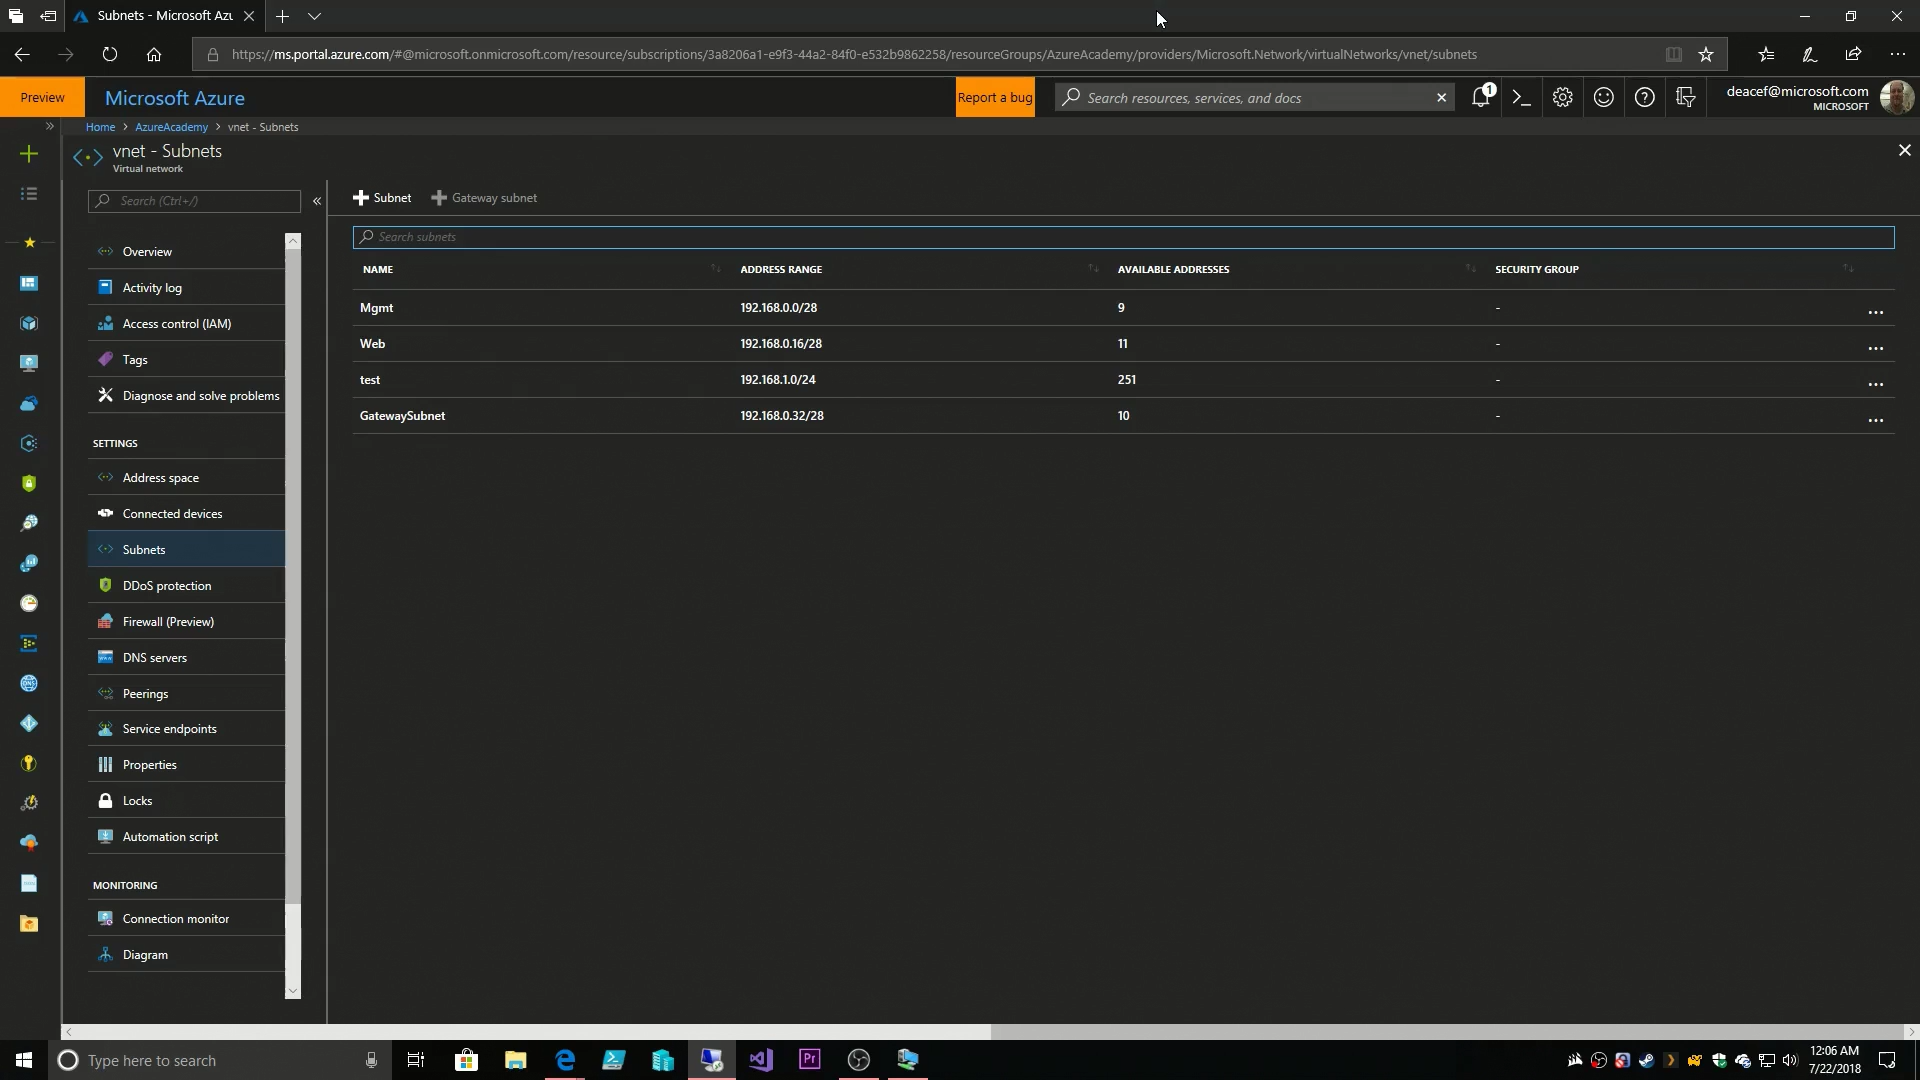 Subnets - Microsoft Azu
https://ms.portal.azure.com/#@microsoft.onmicrosoft.com/resource/subscriptions/3a8206a1-e9f3-44a2-84f0-e532b9862258/resourceGroups/AzureAcademy/providers/Microsoft.Network/virtualNetworks/vnet/subnets
Preview
Microsoft Azure
Report a bug
Search resources, services, and docs
1
deacef@microsoft.com
MICROSOFT
Home > AzureAcademy > vnet - Subnets
vnet - Subnets
Virtual network
Search (Ctrl+/)
Overview
Activity log
Access control (IAM)
Tags
Diagnose and solve problems
SETTINGS
Address space
Connected devices
Subnets
DDoS protection
Firewall (Preview)
DNS servers
Peerings
Service endpoints
Properties
Locks
Automation script
MONITORING
Connection monitor
Diagram
+ Subnet + Gateway subnet
Search subnets
NAME ADDRESS RANGE AVAILABLE ADDRESSES SECURITY GROUP
Mgmt 192.168.0.0/28 9 - ...
Web 192.168.0.16/28 11 - ...
test 192.168.1.0/24 251 - ...
GatewaySubnet 192.168.0.32/28 10 - ...
Type here to search
Pr
12:06 AM
7/22/2018